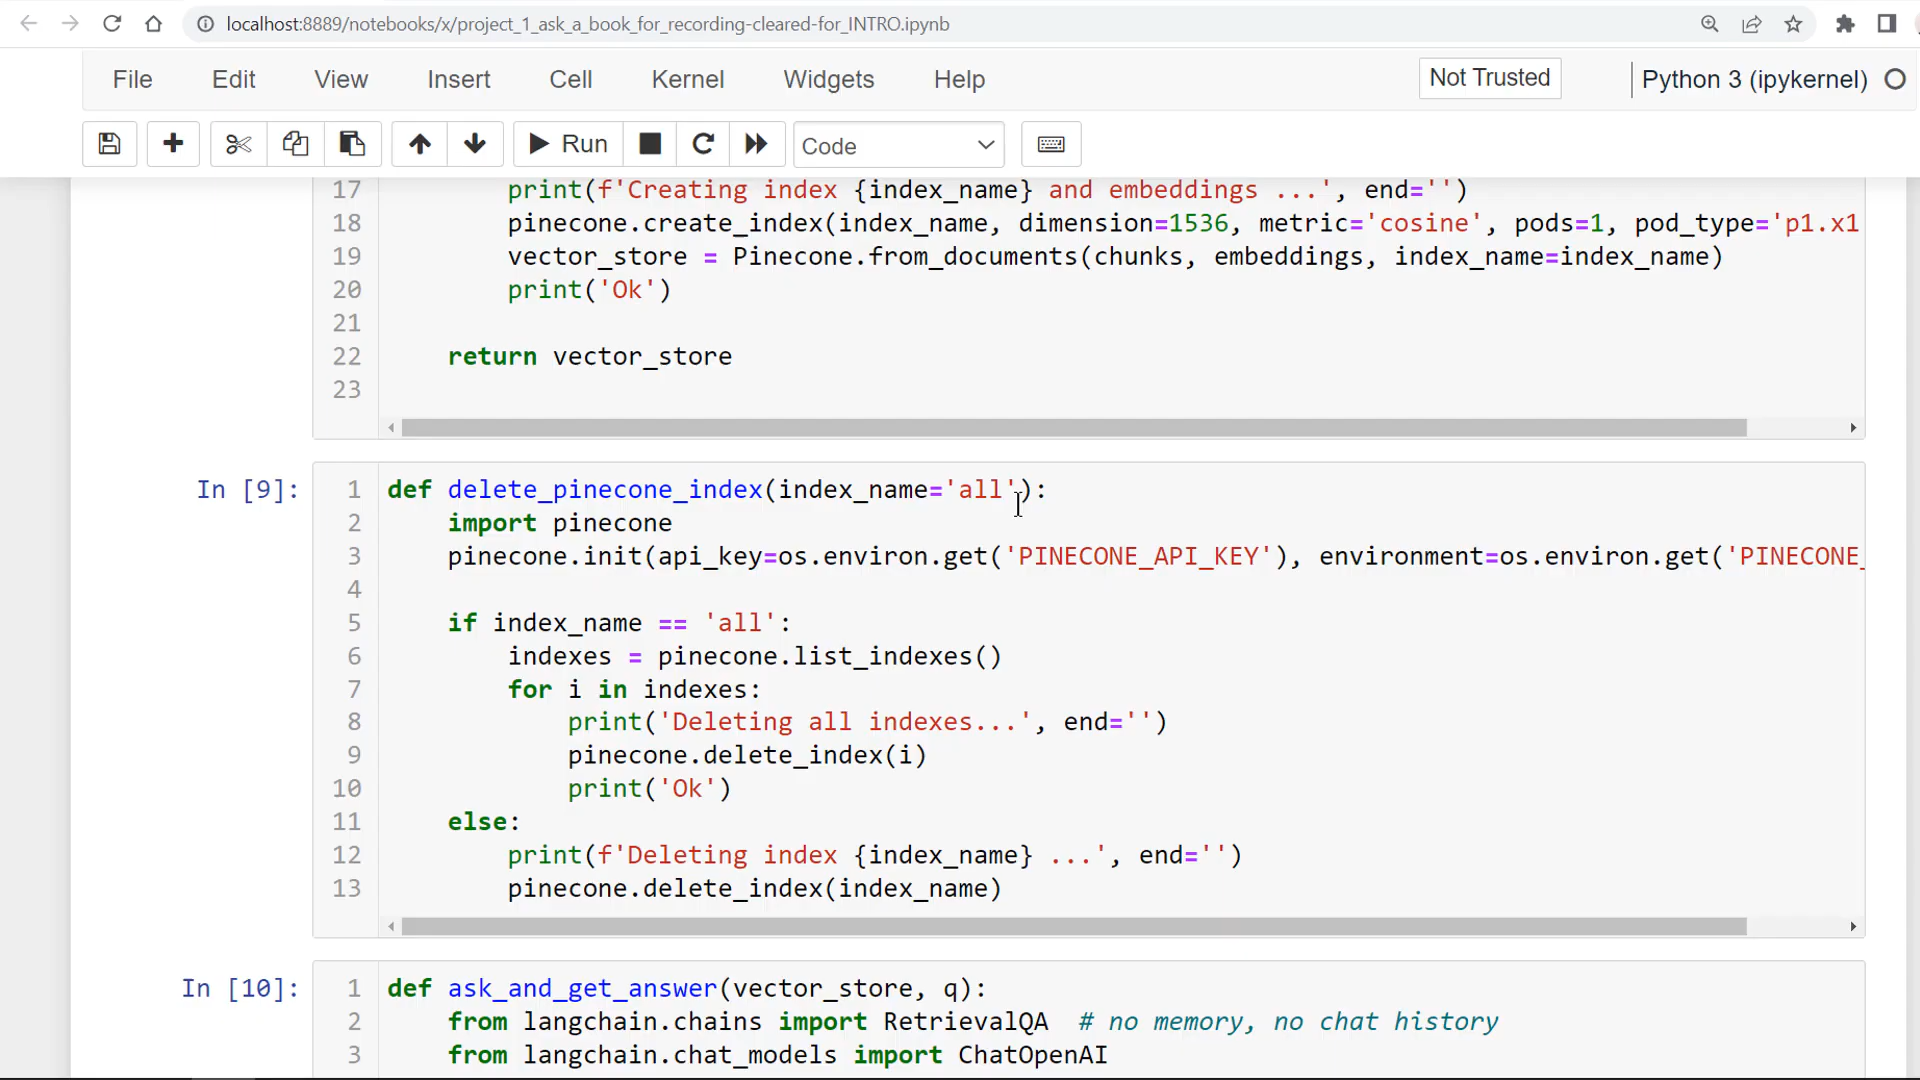 localhost:8889/notebooks/x/project_1_ask_a_book_for_recording-cleared-for_INTRO.ipynb
File Edit View Insert Cell Kernel Widgets Help Not Trusted Python 3 (ipykernel)
Run Code
17 print(f'Creating index {index_name} and embeddings ...', end='')
18 pinecone.create_index(index_name, dimension=1536, metric='cosine', pods=1, pod_type='p1.x1
19 vector_store = Pinecone.from_documents(chunks, embeddings, index_name=index_name)
20 print('Ok')
21
22 return vector_store
23
In [9]: 1 def delete_pinecone_index(index_name='all'):
2 import pinecone
3 pinecone.init(api_key=os.environ.get('PINECONE_API_KEY'), environment=os.environ.get('PINECONE_
4
5 if index_name == 'all':
6 indexes = pinecone.list_indexes()
7 for i in indexes:
8 print('Deleting all indexes...', end='')
9 pinecone.delete_index(i)
10 print('Ok')
11 else:
12 print(f'Deleting index {index_name} ...', end='')
13 pinecone.delete_index(index_name)
In [10]: 1 def ask_and_get_answer(vector_store, q):
2 from langchain.chains import RetrievalQA # no memory, no chat history
3 from langchain.chat_models import ChatOpenAI